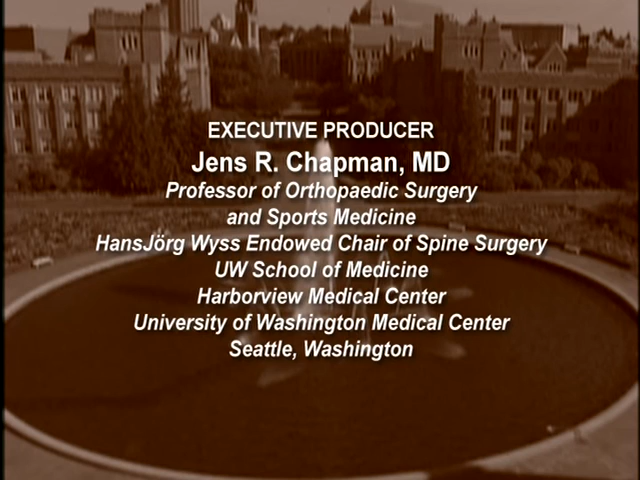 EXECUTIVE PRODUCER
Jens R. Chapman, MD
Professor of Orthopaedic Surgery
and Sports Medicine
HansJörg Wyss Endowed Chair of Spine Surgery
UW School of Medicine
Harborview Medical Center
University of Washington Medical Center
Seattle, Washington